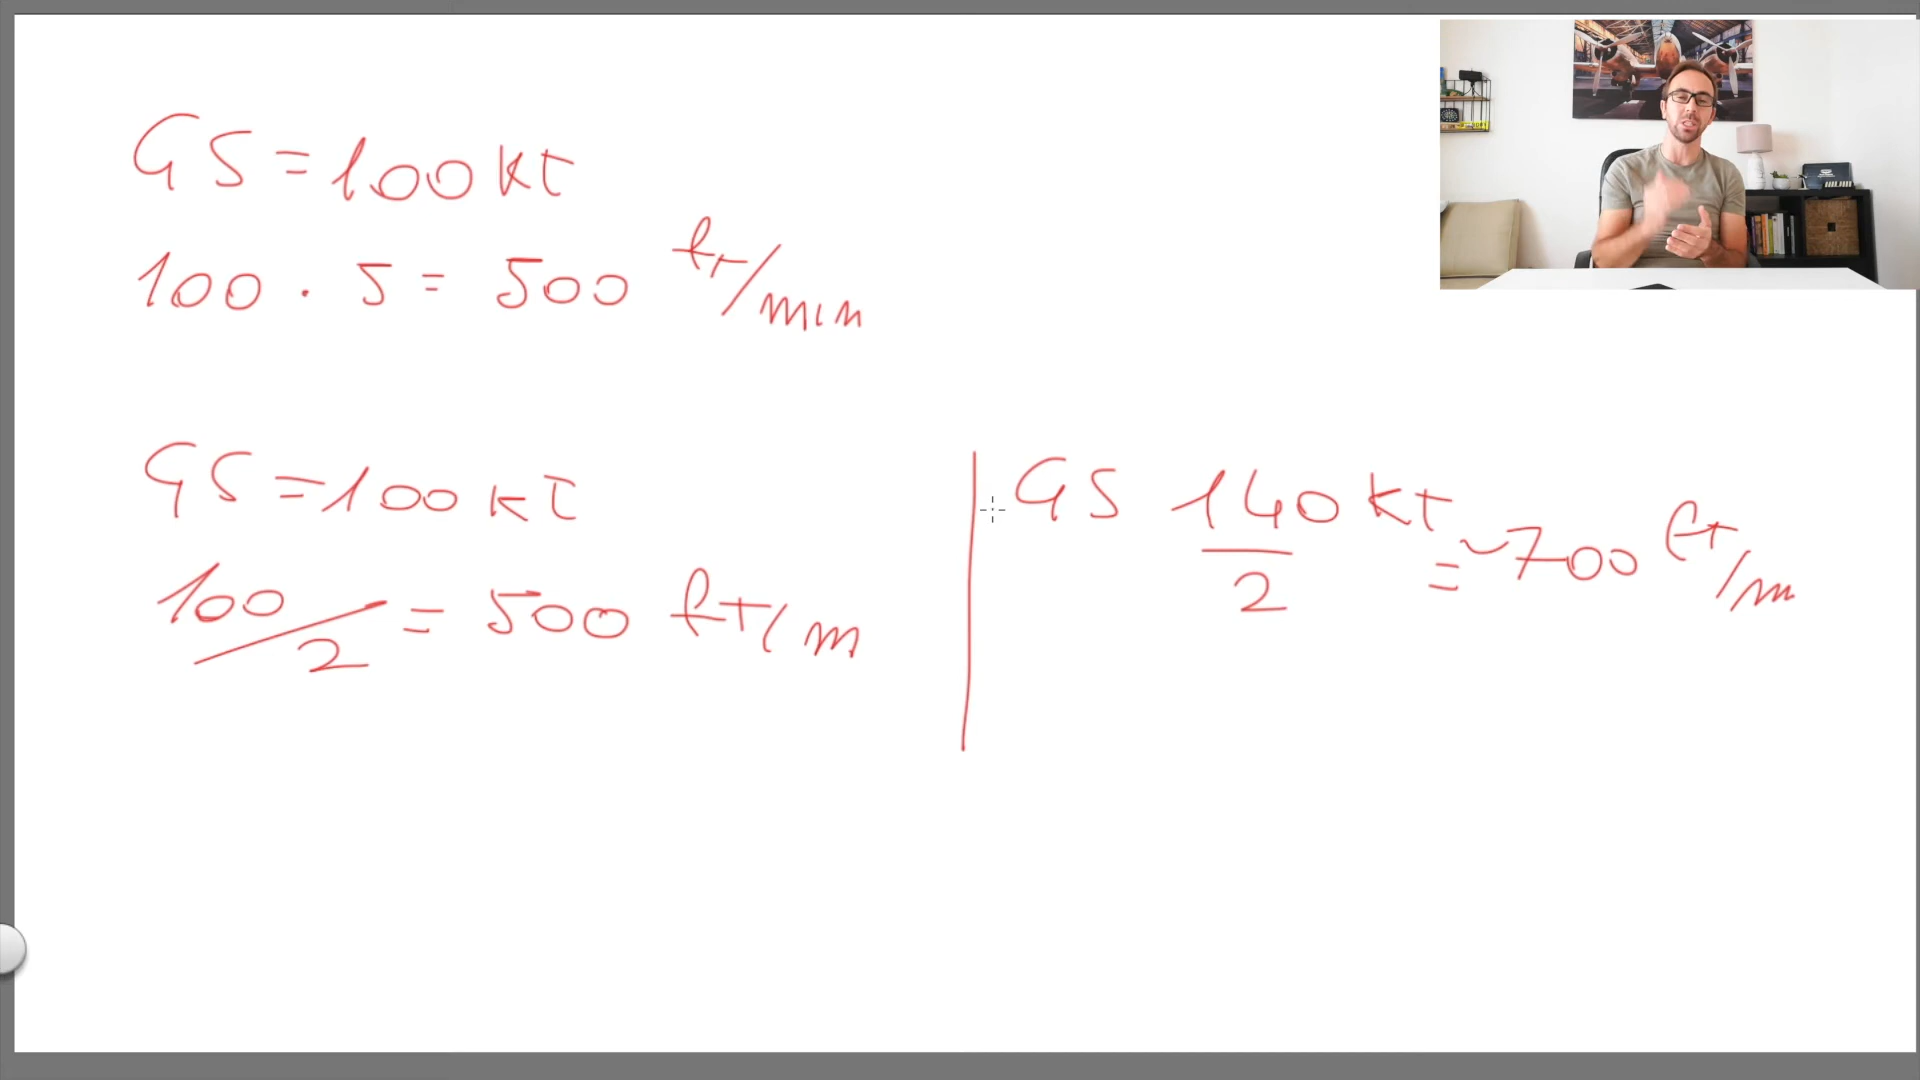 GS = 100 kt
100 · 5 = 500 ft/min
GS = 100 kt
100/2 = 500 ft/m
GS 140 kt
140/2 = ~700 ft/m